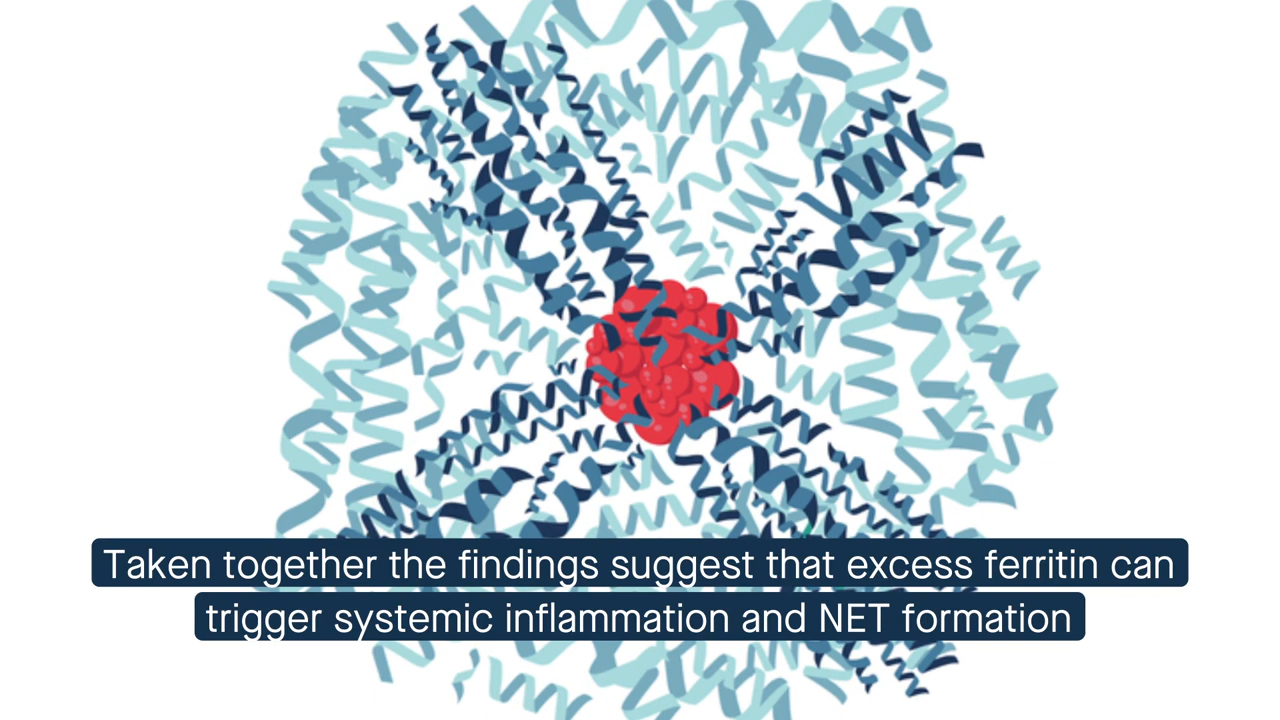 Taken together the findings suggest that excess ferritin can
trigger systemic inflammation and NET formation